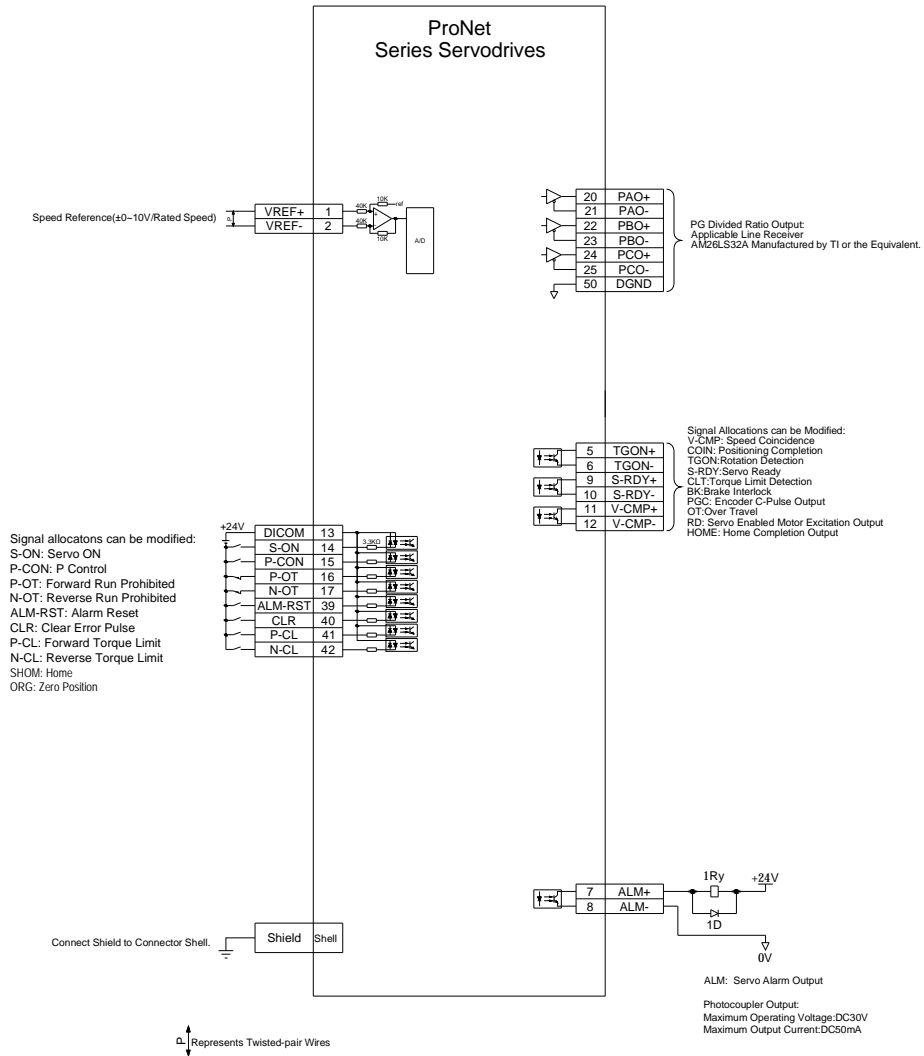 ProNet
Series Servodrives
Speed Reference(±0~10V/Rated Speed)
P
VREF+ 1
VREF- 2
40K
40K
10K
10K
ref
A/D
20 PAO+
21 PAO-
22 PBO+
23 PBO-
24 PCO+
25 PCO-
50 DGND
PG Divided Ratio Output:
Applicable Line Receiver
AM26LS32A Manufactured by TI or the Equivalent.
5 TGON+
6 TGON-
9 S-RDY+
10 S-RDY-
11 V-CMP+
12 V-CMP-
Signal Allocations can be Modified:
V-CMP: Speed Coincidence
COIN: Positioning Completion
TGON:Rotation Detection
S-RDY:Servo Ready
CLT:Torque Limit Detection
BK:Brake Interlock
PGC: Encoder C-Pulse Output
OT:Over Travel
RD: Servo Enabled Motor Excitation Output
HOME: Home Completion Output
Signal allocatons can be modified:
S-ON: Servo ON
P-CON: P Control
P-OT: Forward Run Prohibited
N-OT: Reverse Run Prohibited
ALM-RST: Alarm Reset
CLR: Clear Error Pulse
P-CL: Forward Torque Limit
N-CL: Reverse Torque Limit
SHOM: Home
ORG: Zero Position
+24V
DICOM 13
S-ON 14
P-CON 15
P-OT 16
N-OT 17
ALM-RST 39
CLR 40
P-CL 41
N-CL 42
3.3KΩ
7 ALM+
8 ALM-
1Ry
+24V
1D
0V
ALM: Servo Alarm Output
Photocoupler Output:
Maximum Operating Voltage:DC30V
Maximum Output Current:DC50mA
Connect Shield to Connector Shell.
Shield Shell
P Represents Twisted-pair Wires